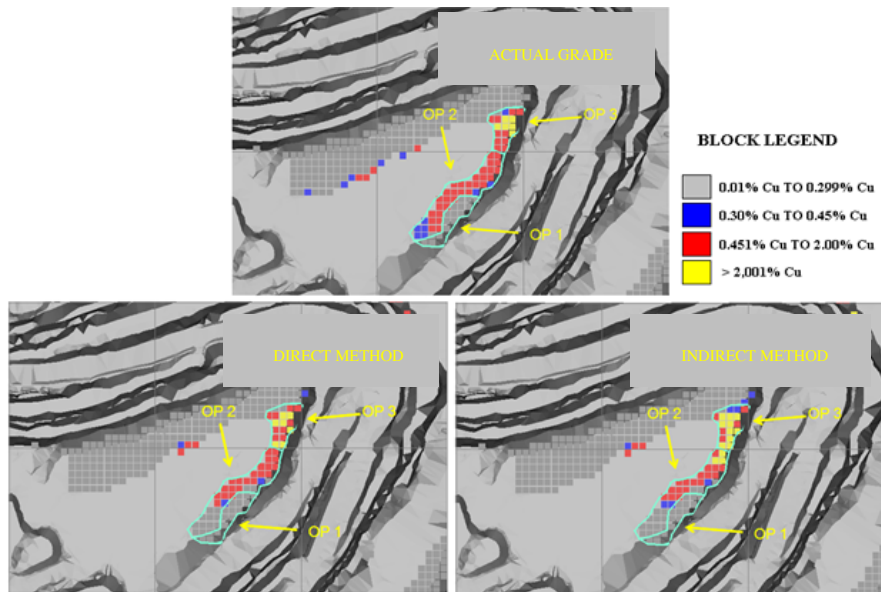 ACTUAL GRADE
OP 2
OP 3
OP 1
BLOCK LEGEND
0.01% Cu TO 0.299% Cu
0.30% Cu TO 0.45% Cu
0.451% Cu TO 2.00% Cu
> 2,001% Cu
DIRECT METHOD
OP 2
OP 3
OP 1
INDIRECT METHOD
OP 2
OP 3
OP 1